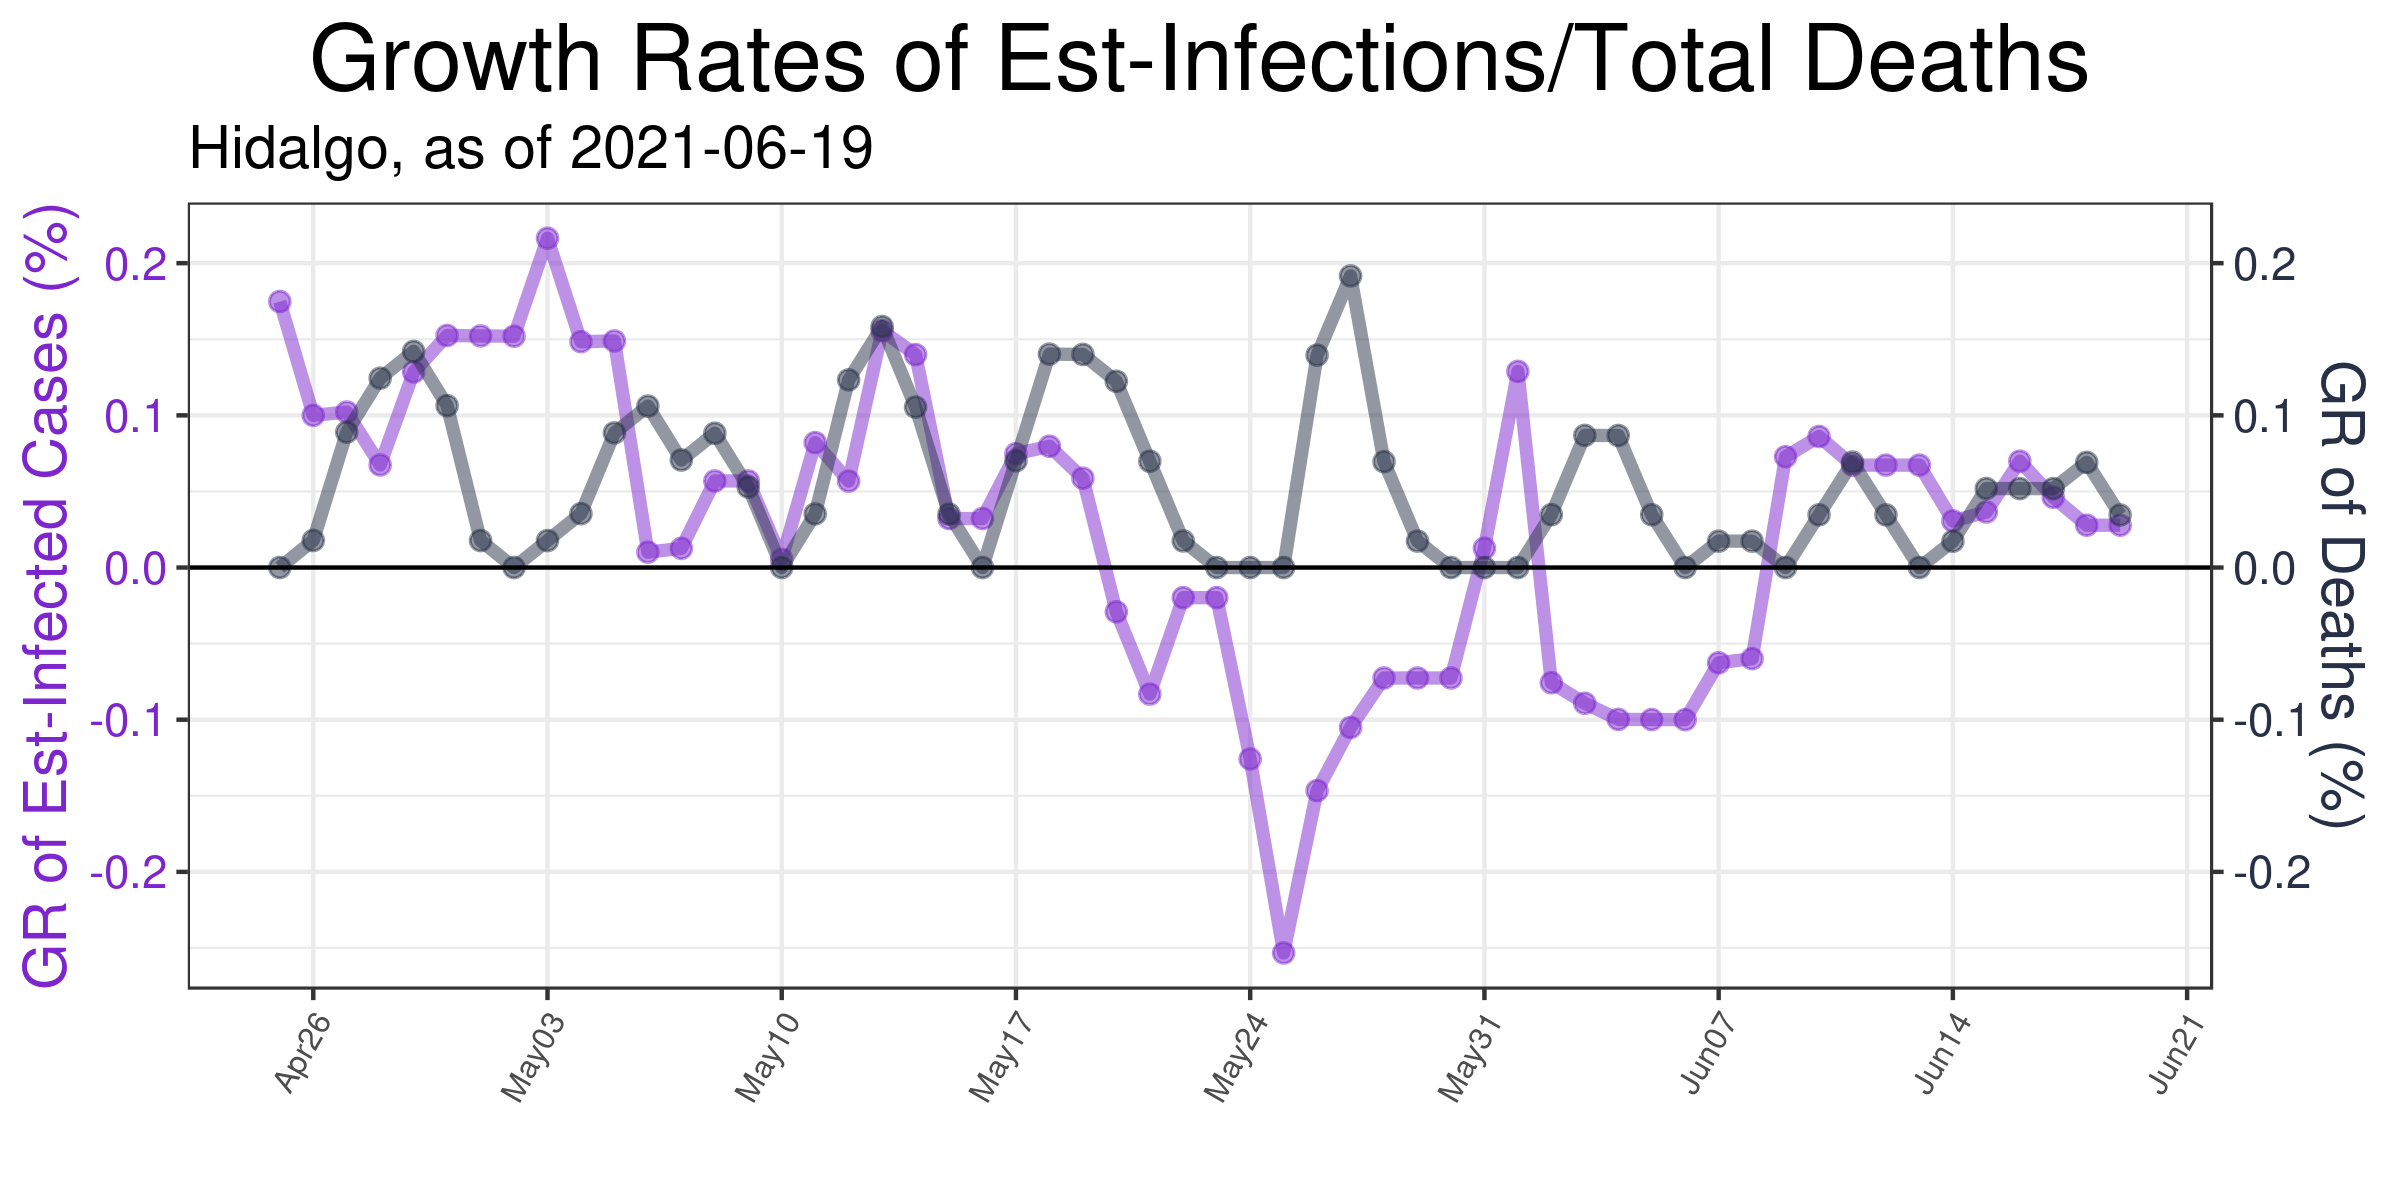 Growth Rates of Est-Infections/Total Deaths
Hidalgo, as of 2021-06-19
GR of Est-Infected Cases (%)
0.2
0.1
0.0
-0.1
-0.2
0.2
0.1
0.0
-0.1
-0.2
GR of Deaths (%)
Apr26
May03
May10
May17
May24
May31
Jun07
Jun14
Jun21